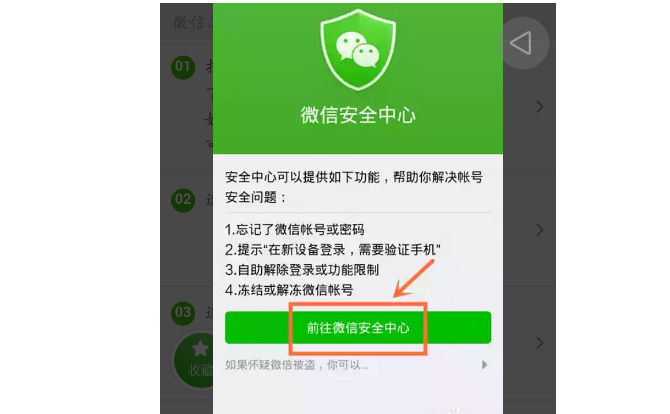 微信
01
02
03
收藏
微信安全中心
安全中心可以提供如下功能，帮助你解决帐号
安全问题：
1.忘记了微信帐号或密码
2.提示“在新设备登录，需要验证手机”
3.自助解除登录或功能限制
4.冻结或解冻微信帐号
前往微信安全中心
如果怀疑微信被盗，你可以...